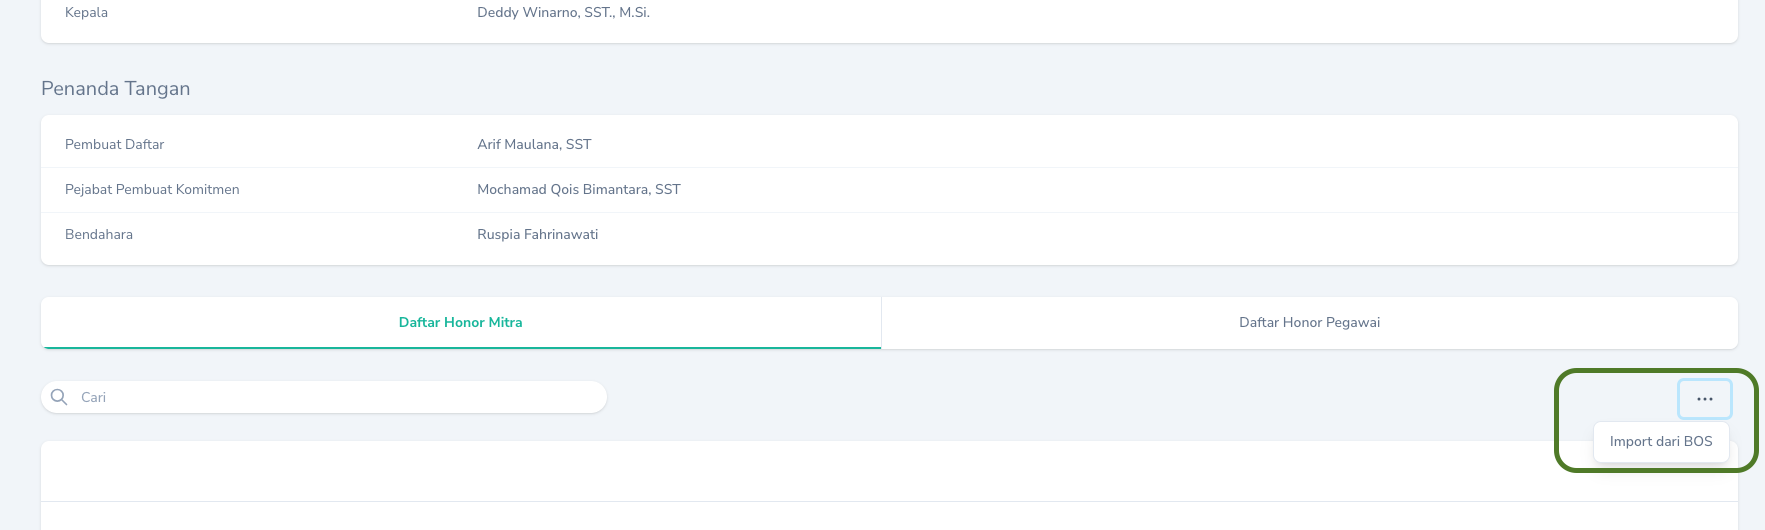 Kepala Deddy Winarno, SST., M.Si.
Penanda Tangan
Pembuat Daftar Arif Maulana, SST
Pejabat Pembuat Komitmen Mochamad Qois Bimantara, SST
Bendahara Ruspia Fahrinawati
Daftar Honor Mitra Daftar Honor Pegawai
Cari ...
Import dari BOS